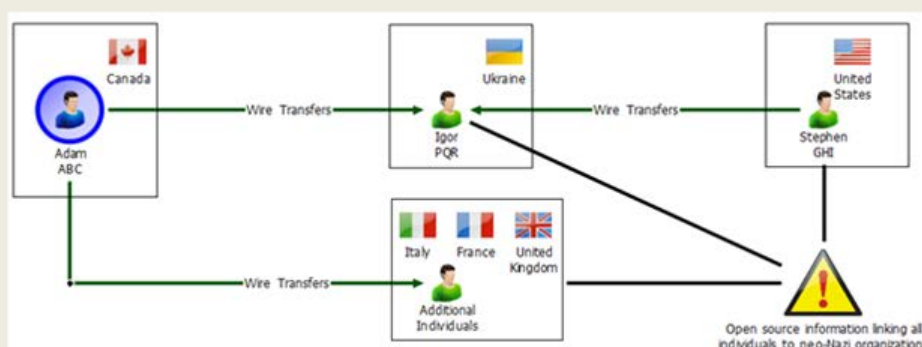 Canada
Adam
ABC
Wire Transfers
Ukraine
Igor
PQR
Wire Transfers
United
States
Stephen
GHI
Italy
France
United
Kingdom
Wire Transfers
Additional
Individuals
Open source information linking all
individuals to neo-Nazi organization